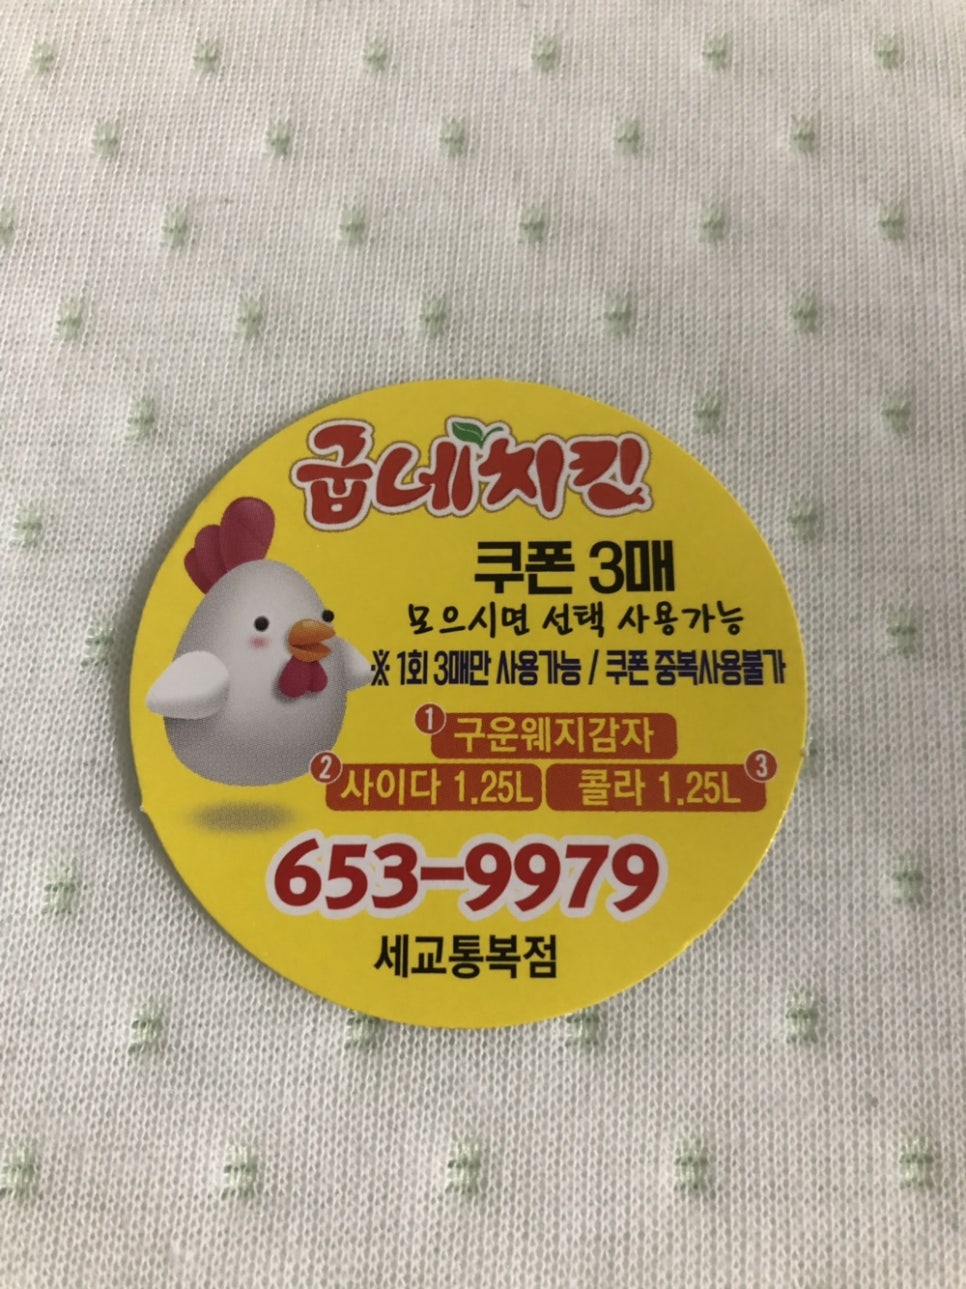 굽네치킨
쿠폰 3매
모으시면 선택 사용가능
※ 1회 3매만 사용가능 / 쿠폰 중복사용불가
1 구운웨지감자
2 사이다 1.25L 콜라 1.25L 3
653-9979
세교통복점